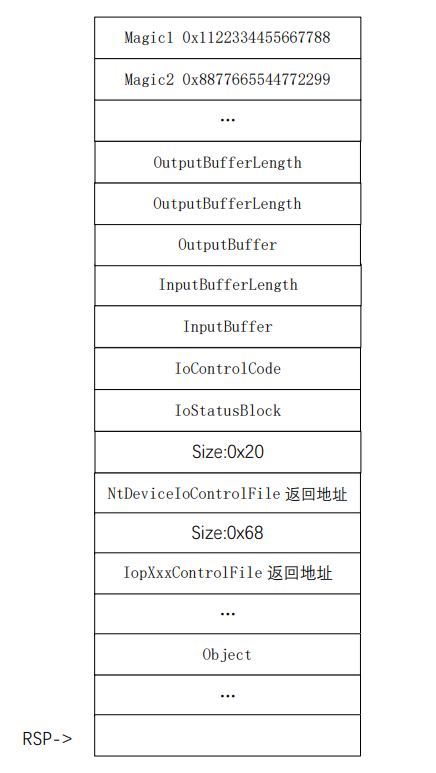 Magic1 0x1122334455667788
Magic2 0x8877665544772299
…
OutputBufferLength
OutputBufferLength
OutputBuffer
InputBufferLength
InputBuffer
IoControlCode
IoStatusBlock
Size:0x20
NtDeviceIoControlFile 返回地址
Size:0x68
IopXxxControlFile 返回地址
…
Object
…
RSP->